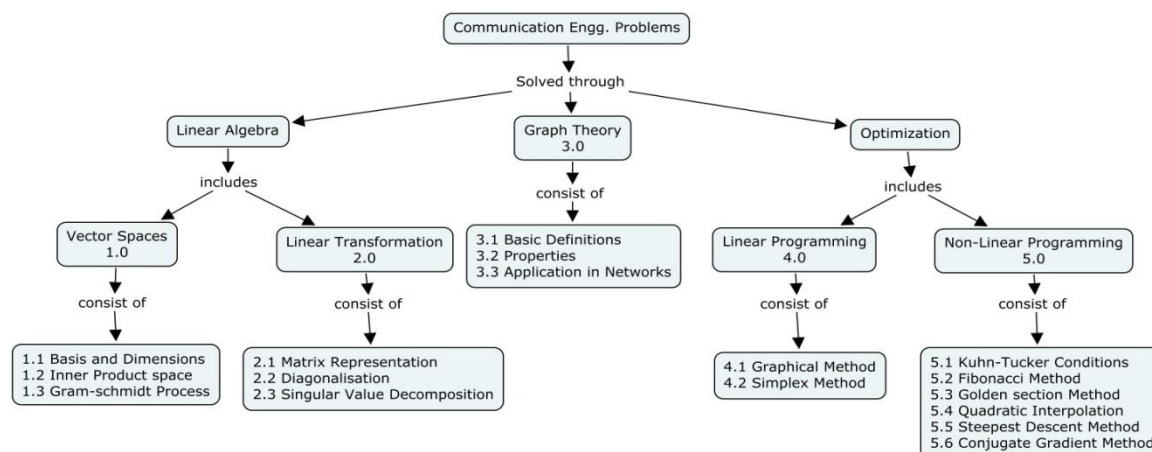 Communication Engg. Problems
Solved through
Linear Algebra
Graph Theory
3.0
Optimization
includes
consist of
includes
Vector Spaces
1.0
Linear Transformation
2.0
3.1 Basic Definitions
3.2 Properties
3.3 Application in Networks
Linear Programming
4.0
Non-Linear Programming
5.0
consist of
consist of
consist of
consist of
1.1 Basis and Dimensions
1.2 Inner Product space
1.3 Gram-schmidt Process
2.1 Matrix Representation
2.2 Diagonalisation
2.3 Singular Value Decomposition
4.1 Graphical Method
4.2 Simplex Method
5.1 Kuhn-Tucker Conditions
5.2 Fibonacci Method
5.3 Golden section Method
5.4 Quadratic Interpolation
5.5 Steepest Descent Method
5.6 Conjugate Gradient Method